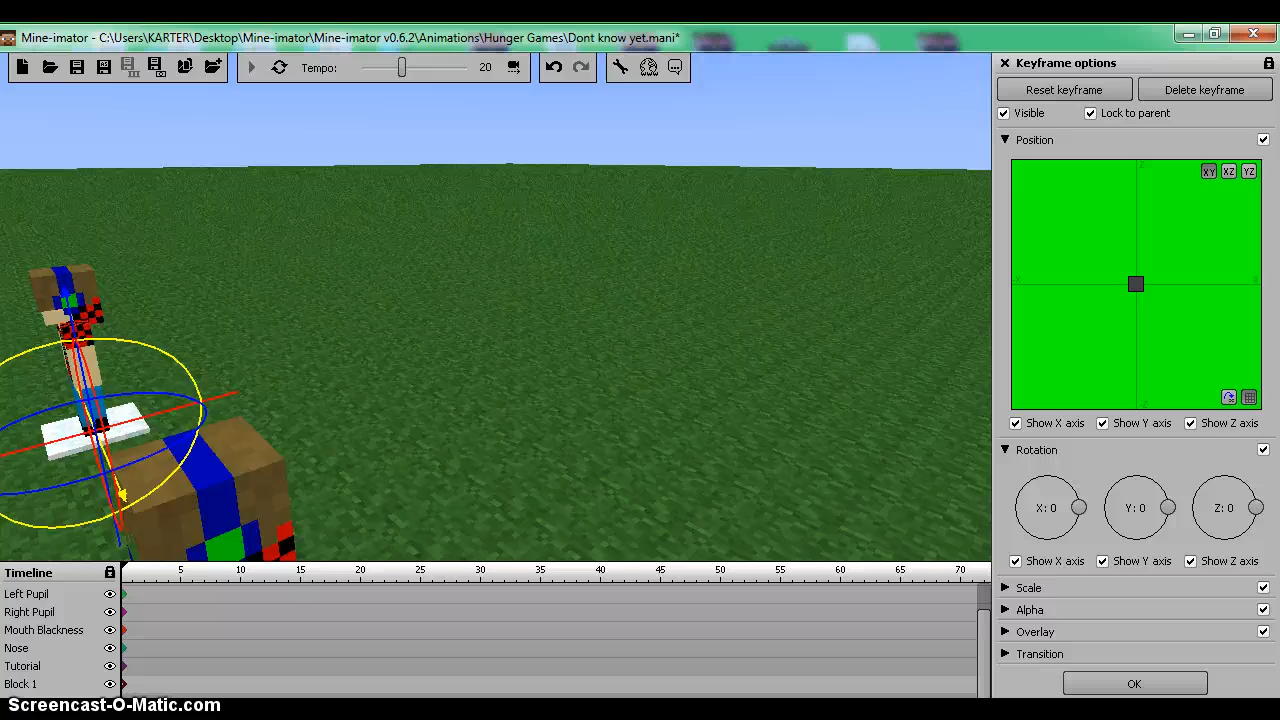 Mine-imator - C:\Users\KARTER\Desktop\Mine-imator\Mine-imator v0.6.2\Animations\Hunger Games\Dont know yet.mani*
Tempo: 20
Keyframe options
Reset keyframe Delete keyframe
Visible Lock to parent
Position
XY XZ YZ
Show X axis Show Y axis Show Z axis
Rotation
X: 0 Y: 0 Z: 0
Show X axis Show Y axis Show Z axis
Scale
Alpha
Overlay
Transition
OK
Timeline 5 10 15 20 25 30 35 40 45 50 55 60 65 70
Left Pupil
Right Pupil
Mouth Blackness
Nose
Tutorial
Block 1
Screencast-O-Matic.com